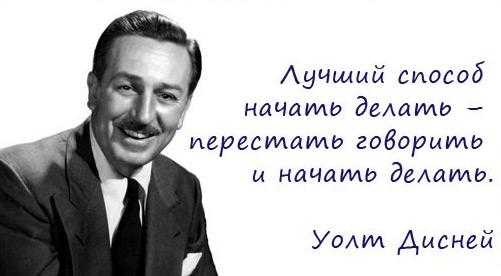 Лучший способ
начать делать –
перестать говорить
и начать делать.
Уолт Дисней